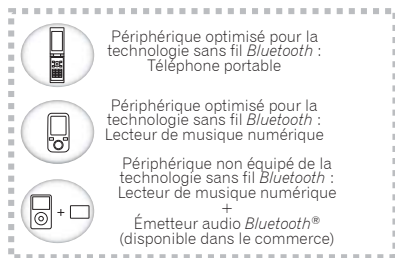 Périphérique optimisé pour la
technologie sans fil Bluetooth :
Téléphone portable
Périphérique optimisé pour la
technologie sans fil Bluetooth :
Lecteur de musique numérique
Périphérique non équipé de la
technologie sans fil Bluetooth :
Lecteur de musique numérique
+
+
Émetteur audio Bluetooth®
(disponible dans le commerce)